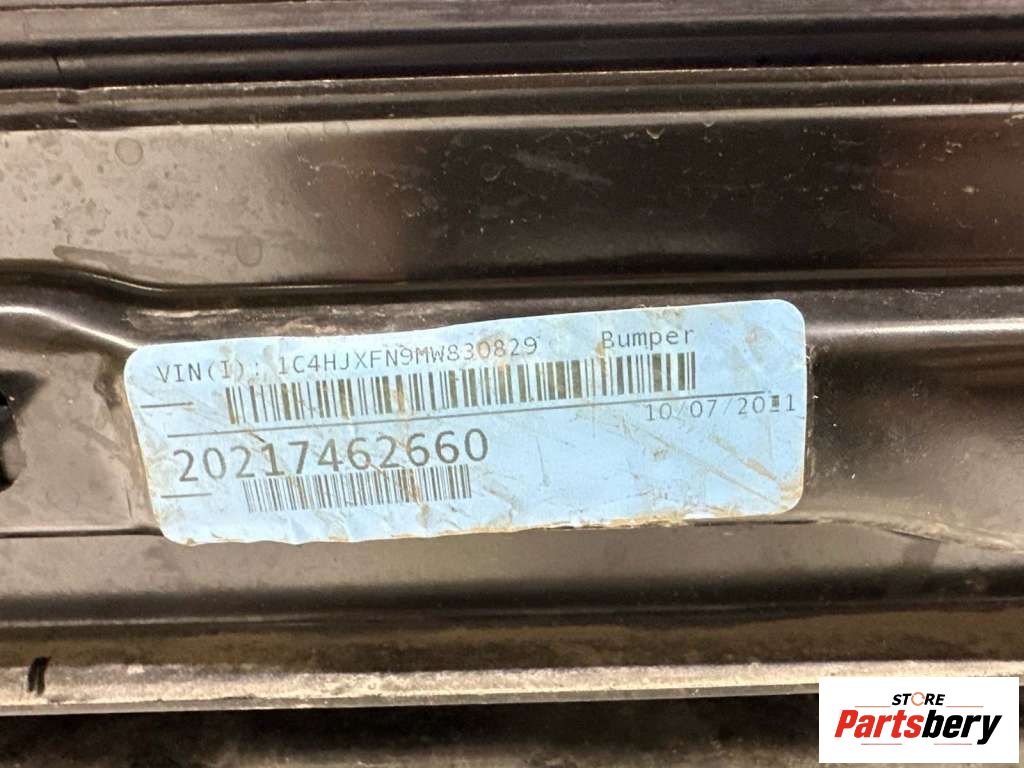 VIN(I): 1C4HJXFN9MW830829 Bumper
10/07/2021
20217462660
STORE
Partsbery